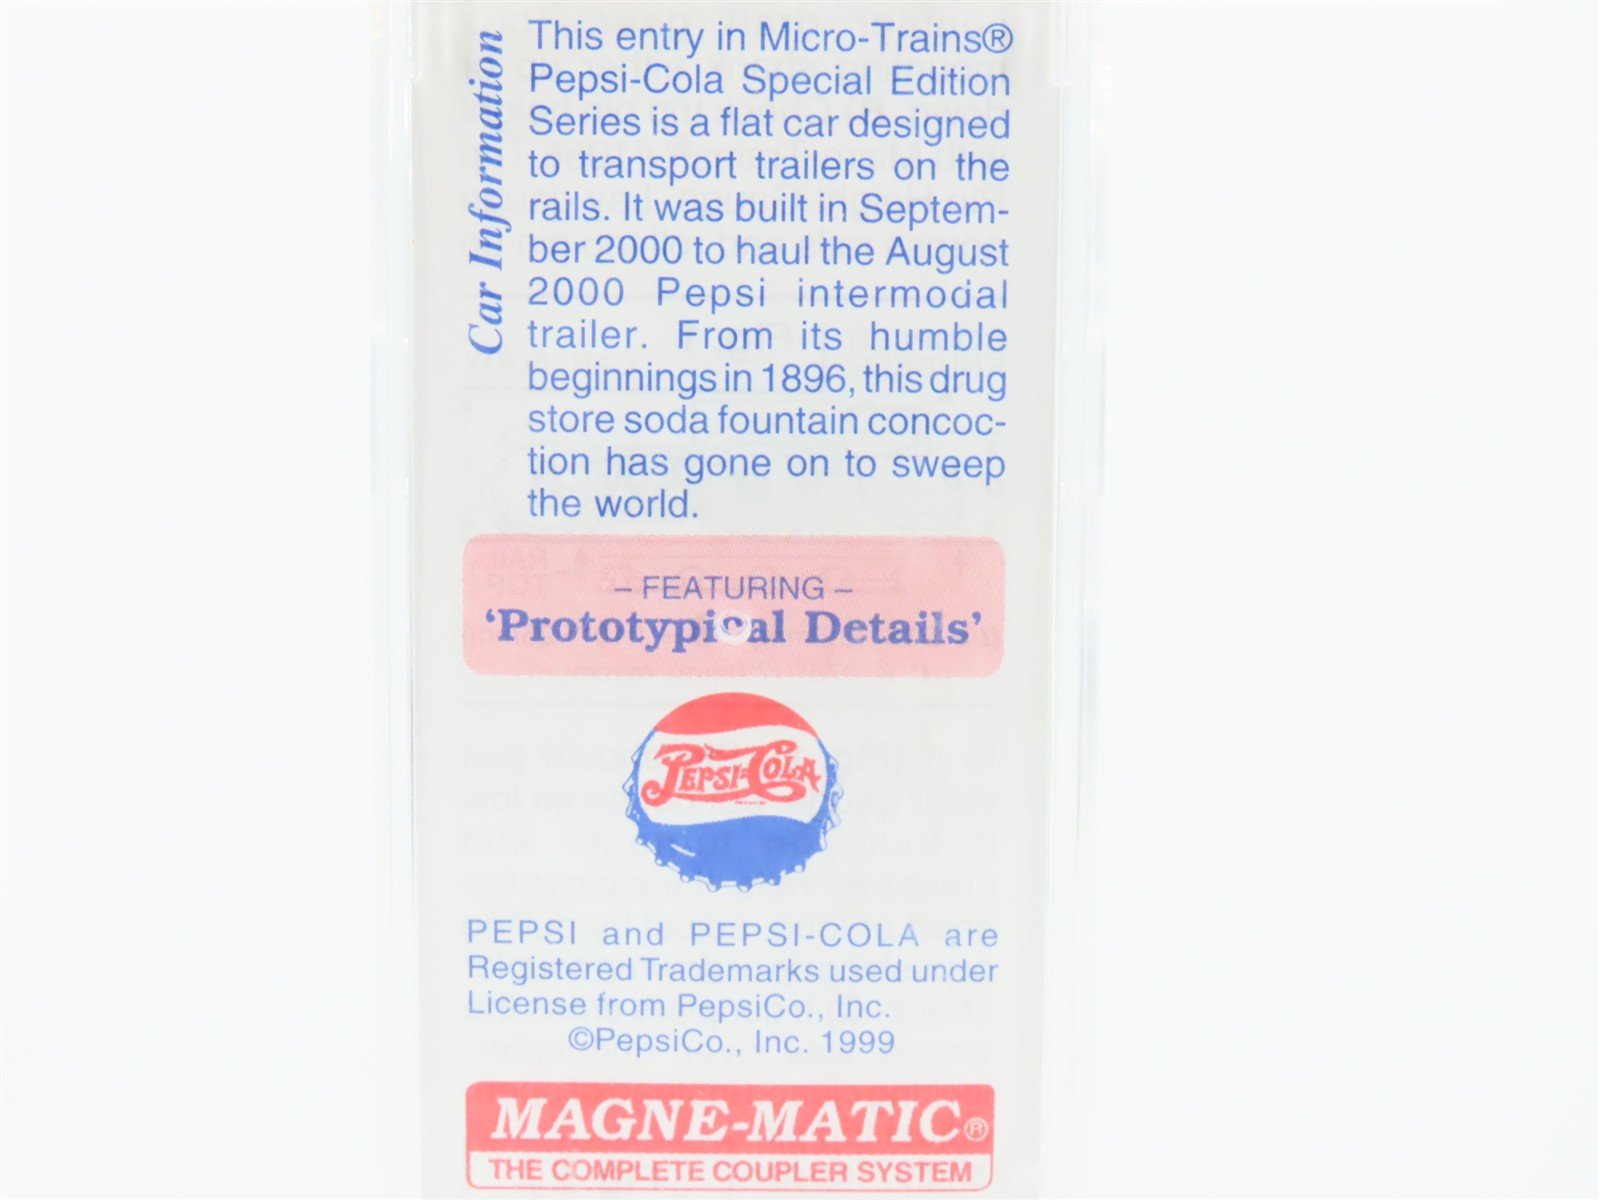 Car Information
This entry in Micro-Trains®
Pepsi-Cola Special Edition
Series is a flat car designed
to transport trailers on the
rails. It was built in Septem-
ber 2000 to haul the August
2000 Pepsi intermodal
trailer. From its humble
beginnings in 1896, this drug
store soda fountain concoc-
tion has gone on to sweep
the world.
– FEATURING –
‘Prototypical Details’
PEPSI-COLA
PEPSI and PEPSI-COLA are
Registered Trademarks used under
License from PepsiCo., Inc.
©PepsiCo., Inc. 1999
MAGNE-MATIC®
THE COMPLETE COUPLER SYSTEM